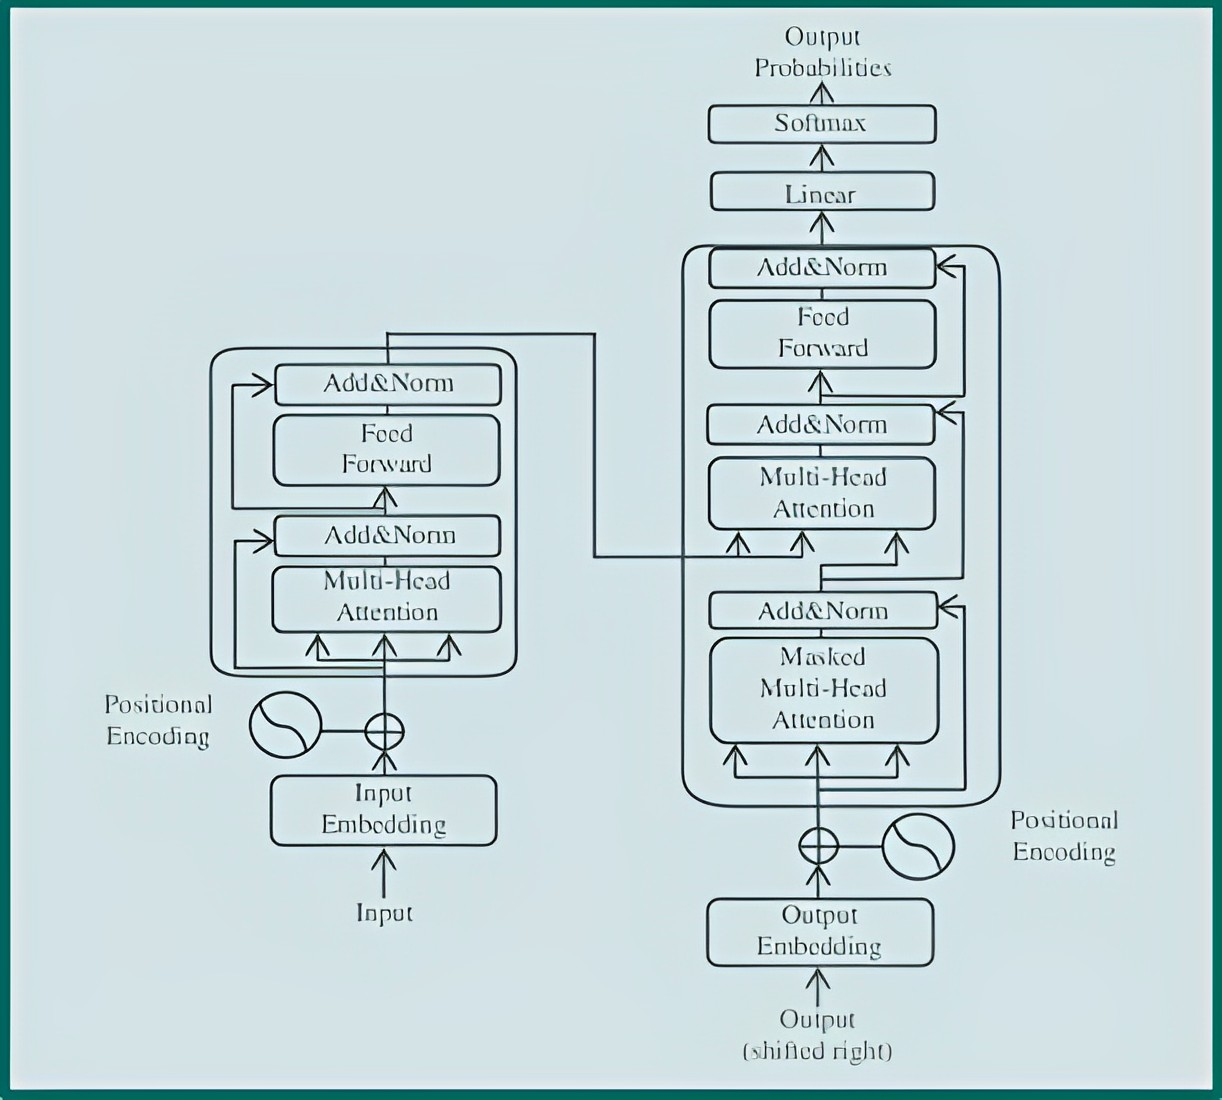 Output
Probabilities
Softmax
Linear
Add&Norm
Feed
Forward
Add&Norm
Multi-Head
Attention
Add&Norm
Masked
Multi-Head
Attention
Positional
Encoding
Output
Embedding
Output
(shifted right)
Add&Norm
Feed
Forward
Add&Norm
Multi-Head
Attention
Positional
Encoding
Input
Embedding
Input